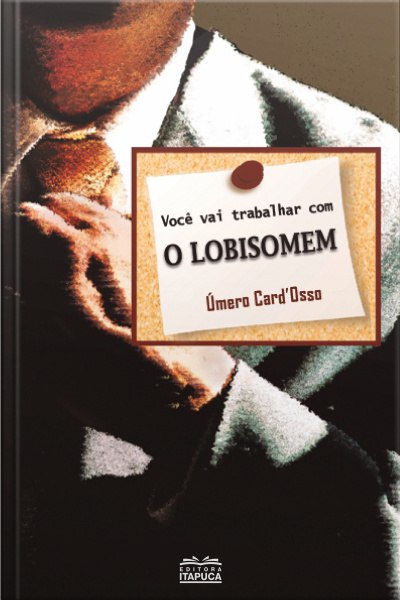 Você vai trabalhar com
O LOBISOMEM
Úmero Card'Osso
EDITORA
ITAPUCA